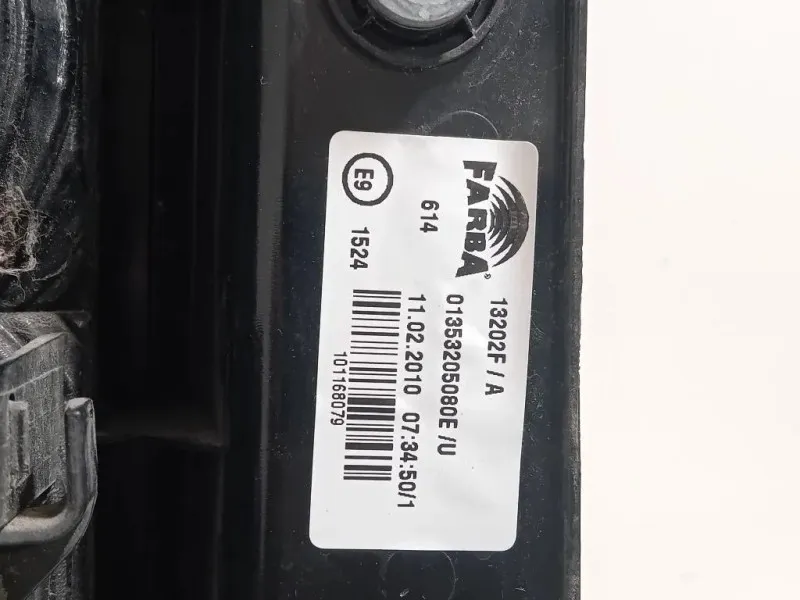 FARBA®
13202F / A
614
01353205080E /U
11.02.2010 07:34:50/1
E9
1524
101168079